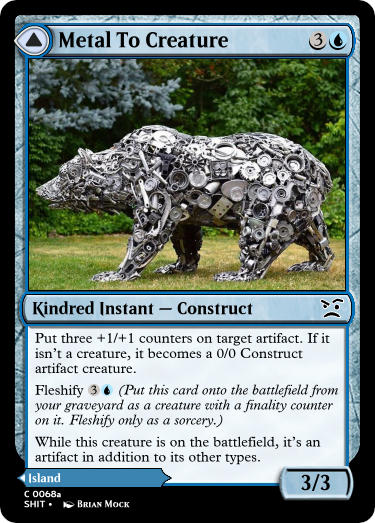 Metal To Creature 3
Kindred Instant — Construct
Put three +1/+1 counters on target artifact. If it
isn't a creature, it becomes a 0/0 Construct
artifact creature.
Fleshify 3 (Put this card onto the battlefield from
your graveyard as a creature with a finality counter
on it. Fleshify only as a sorcery.)
While this creature is on the battlefield, it's an
artifact in addition to its other types.
Island
3/3
C 0068a
SHIT • Brian Mock